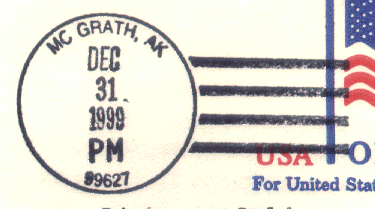 MC GRATH, AK
DEC
31
1999
PM
99627
USA
For United Stat